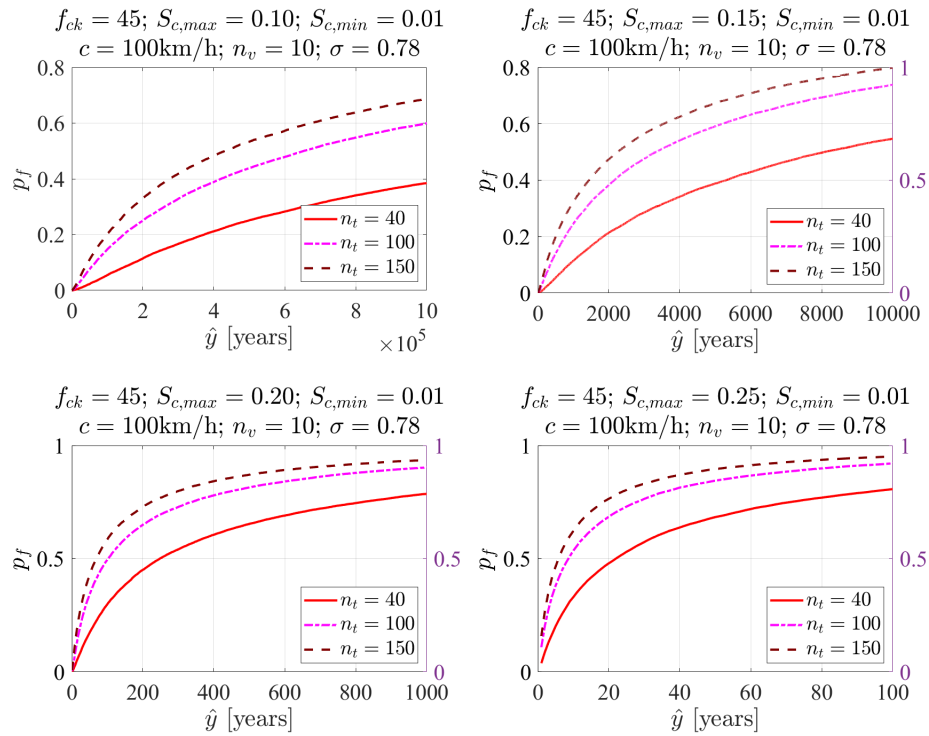 f_ck = 45; S_c,max = 0.10; S_c,min = 0.01
c = 100km/h; n_v = 10; σ = 0.78
0.8
0.6
0.4
0.2
0
p_f
n_t = 40
n_t = 100
n_t = 150
0 2 4 6 8 10
ŷ [years]
×10^5
f_ck = 45; S_c,max = 0.15; S_c,min = 0.01
c = 100km/h; n_v = 10; σ = 0.78
0.8
0.6
0.4
0.2
0
p_f
1
0.5
0
n_t = 40
n_t = 100
n_t = 150
0 2000 4000 6000 8000 10000
ŷ [years]
f_ck = 45; S_c,max = 0.20; S_c,min = 0.01
c = 100km/h; n_v = 10; σ = 0.78
1
0.5
0
p_f
1
0.5
0
n_t = 40
n_t = 100
n_t = 150
0 200 400 600 800 1000
ŷ [years]
f_ck = 45; S_c,max = 0.25; S_c,min = 0.01
c = 100km/h; n_v = 10; σ = 0.78
1
0.5
0
p_f
1
0.5
0
n_t = 40
n_t = 100
n_t = 150
0 20 40 60 80 100
ŷ [years]